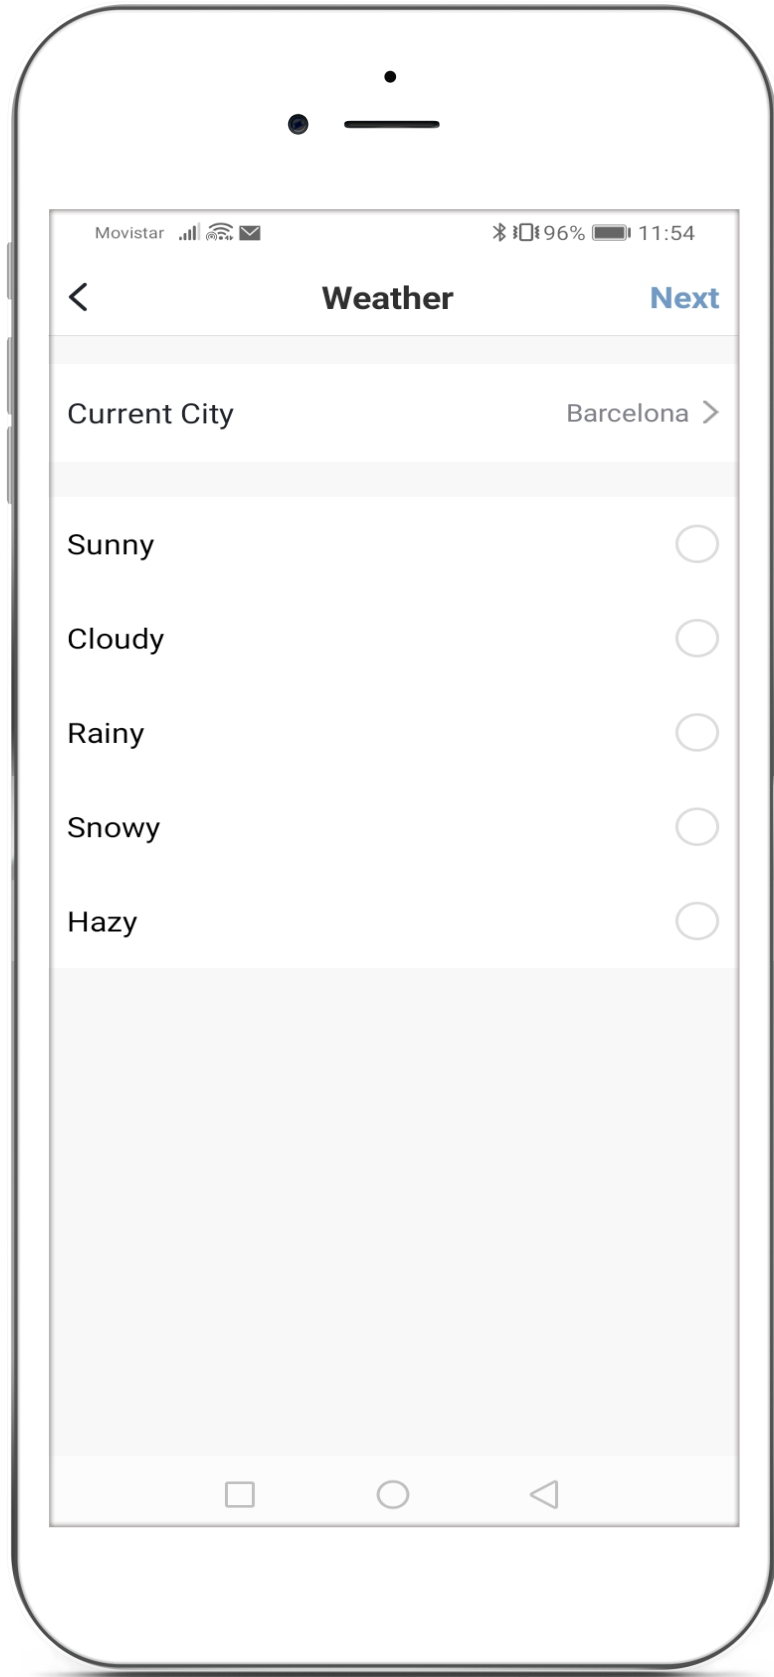 Movistar 96% 11:54
Weather Next
Current City Barcelona
Sunny
Cloudy
Rainy
Snowy
Hazy